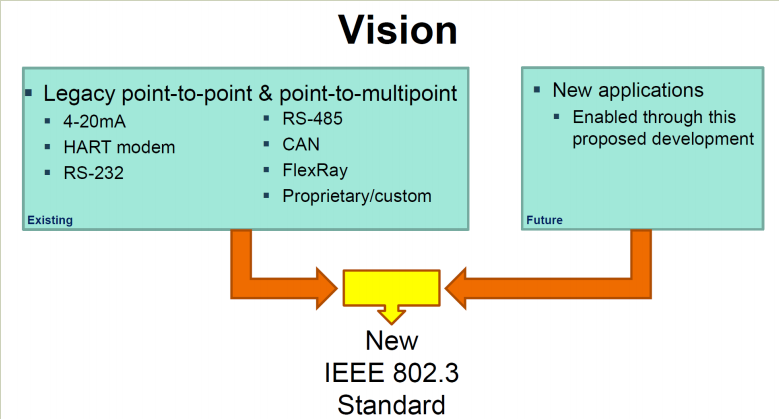 Vision
Legacy point-to-point & point-to-multipoint
4-20mA
HART modem
RS-232
RS-485
CAN
FlexRay
Proprietary/custom
Existing
New applications
Enabled through this
proposed development
Future
New
IEEE 802.3
Standard